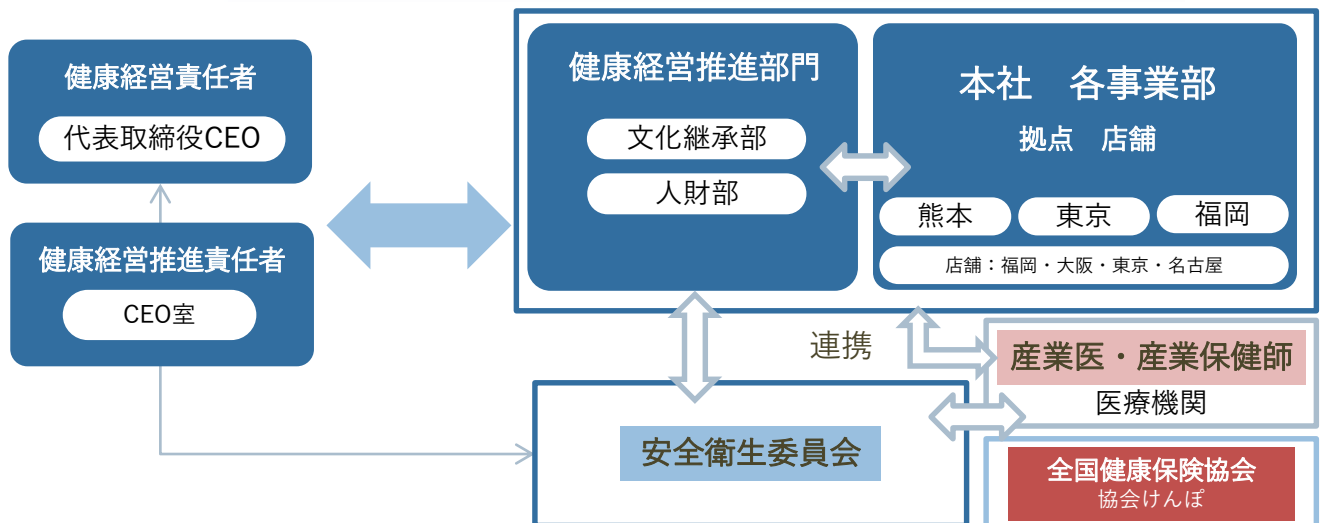 健康経営責任者
代表取締役CEO
健康経営推進責任者
CEO室
健康経営推進部門
文化継承部
人財部
本社　各事業部
拠点　店舗
熊本
東京
福岡
店舗：福岡・大阪・東京・名古屋
連携
産業医・産業保健師
医療機関
安全衛生委員会
全国健康保険協会
協会けんぽ